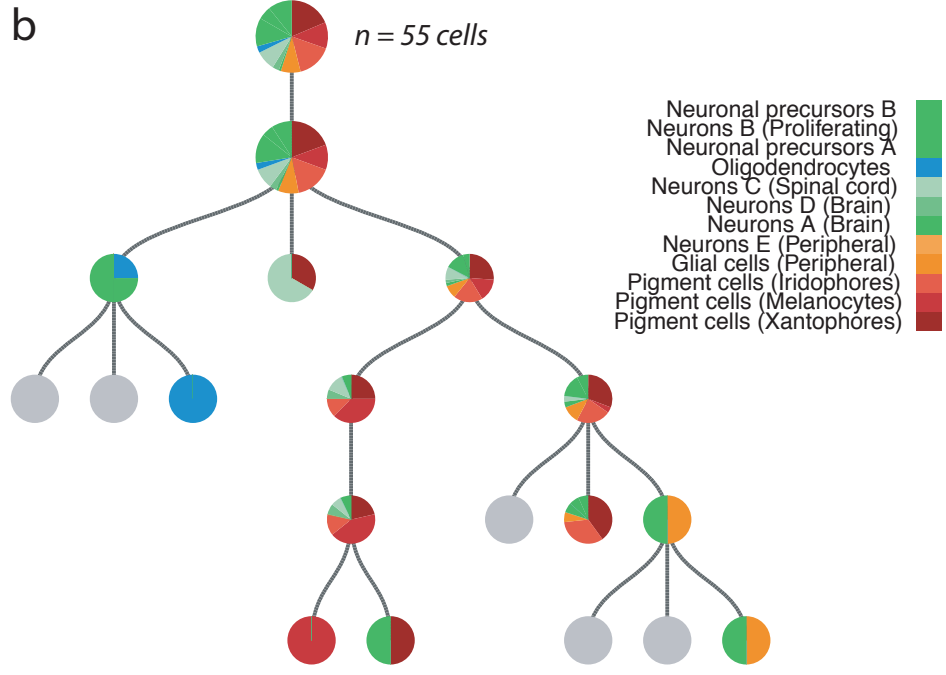 b
n = 55 cells
Neuronal precursors B
Neurons B (Proliferating)
Neuronal precursors A
Oligodendrocytes
Neurons C (Spinal cord)
Neurons D (Brain)
Neurons A (Brain)
Neurons E (Peripheral)
Glial cells (Peripheral)
Pigment cells (Iridophores)
Pigment cells (Melanocytes)
Pigment cells (Xantophores)